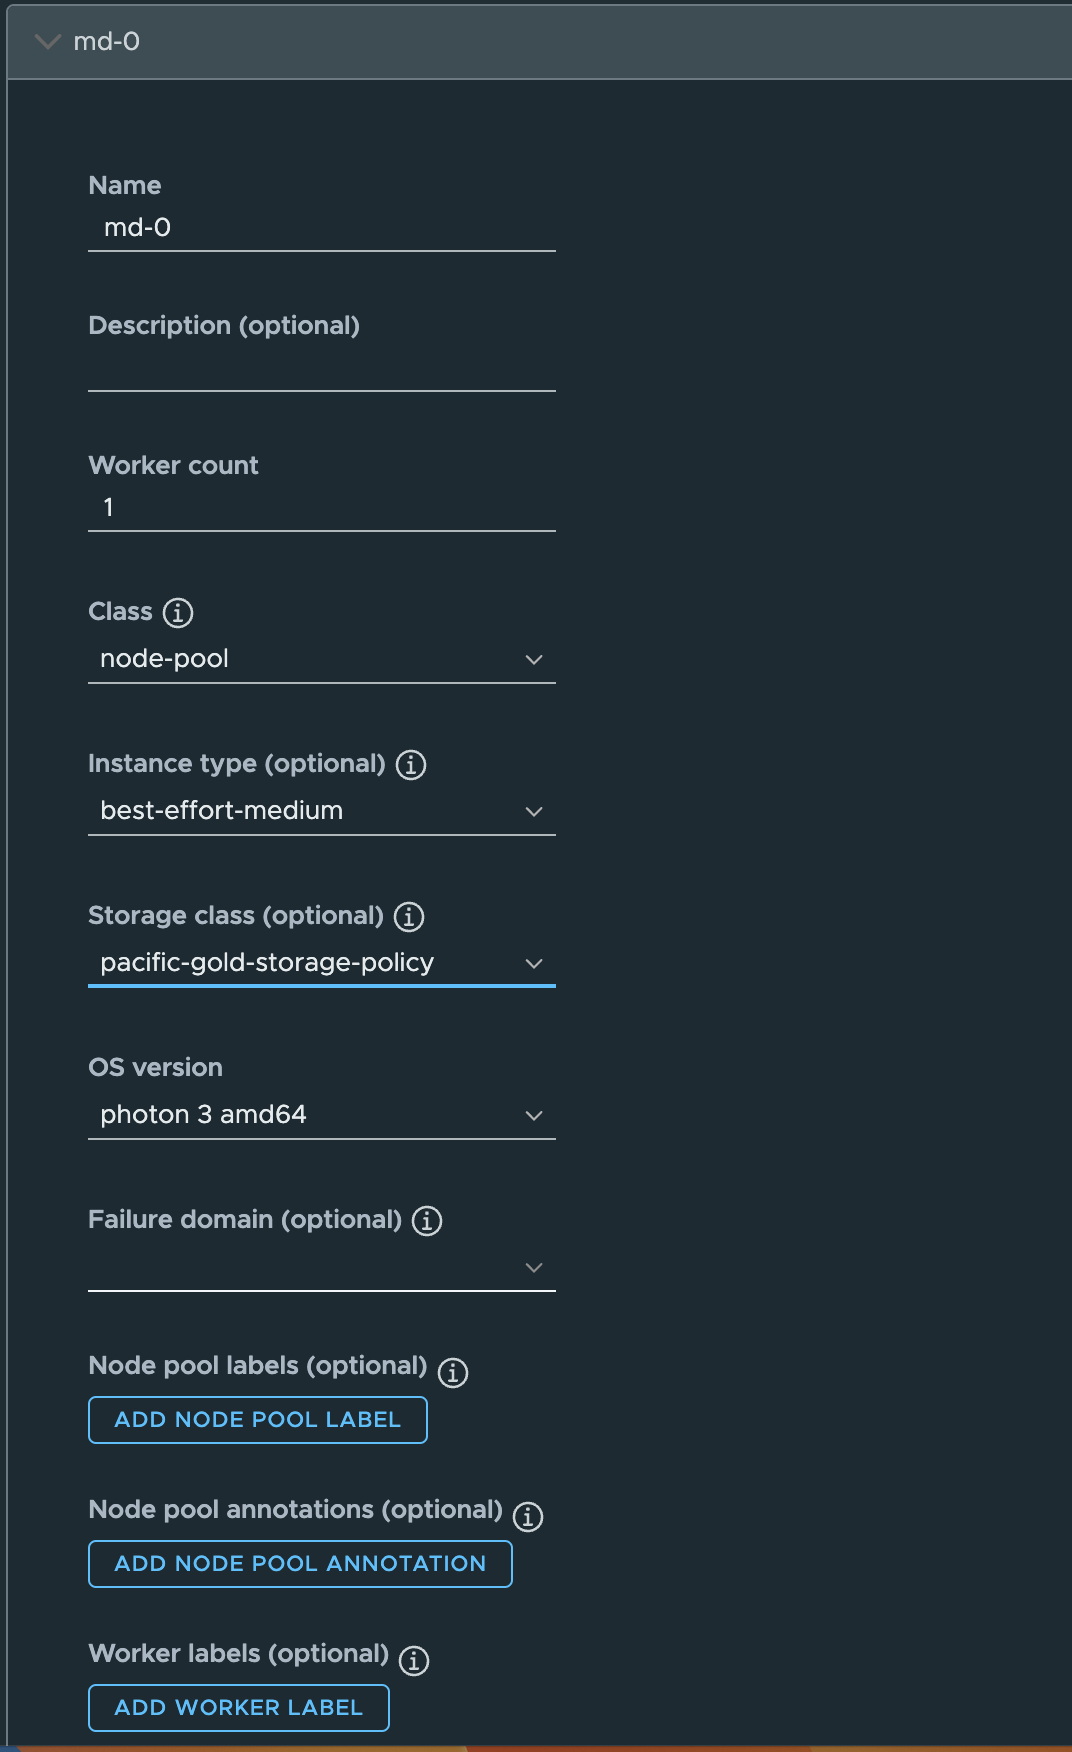 md-0
Name
md-0
Description (optional)
Worker count
1
Class
node-pool
Instance type (optional)
best-effort-medium
Storage class (optional)
pacific-gold-storage-policy
OS version
photon 3 amd64
Failure domain (optional)
Node pool labels (optional)
ADD NODE POOL LABEL
Node pool annotations (optional)
ADD NODE POOL ANNOTATION
Worker labels (optional)
ADD WORKER LABEL